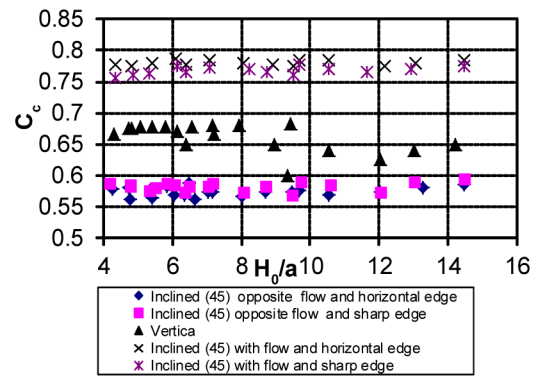 0.85
0.8
0.75
0.7
0.65
0.6
0.55
0.5
Cc
4 6 8 10 12 14 16
H0/a
Inclined (45) opposite flow and horizontal edge
Inclined (45) opposite flow and sharp edge
Vertica
Inclined (45) with flow and horizontal edge
Inclined (45) with flow and sharp edge